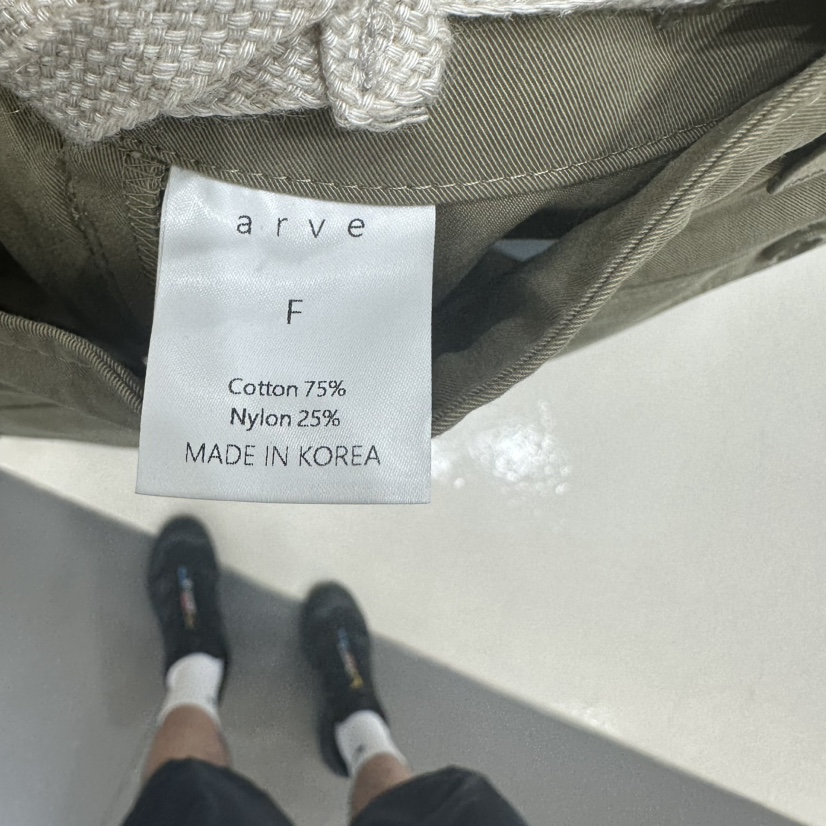 arve
F
Cotton 75%
Nylon 25%
MADE IN KOREA